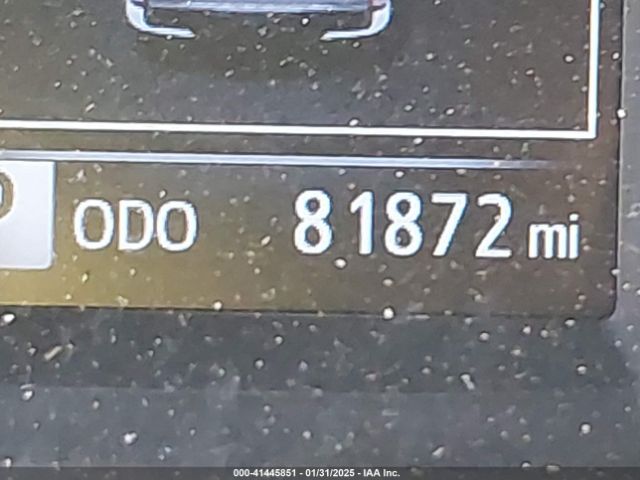 ODO 81872 mi
000-41445851 - 01/31/2025 - IAA Inc.